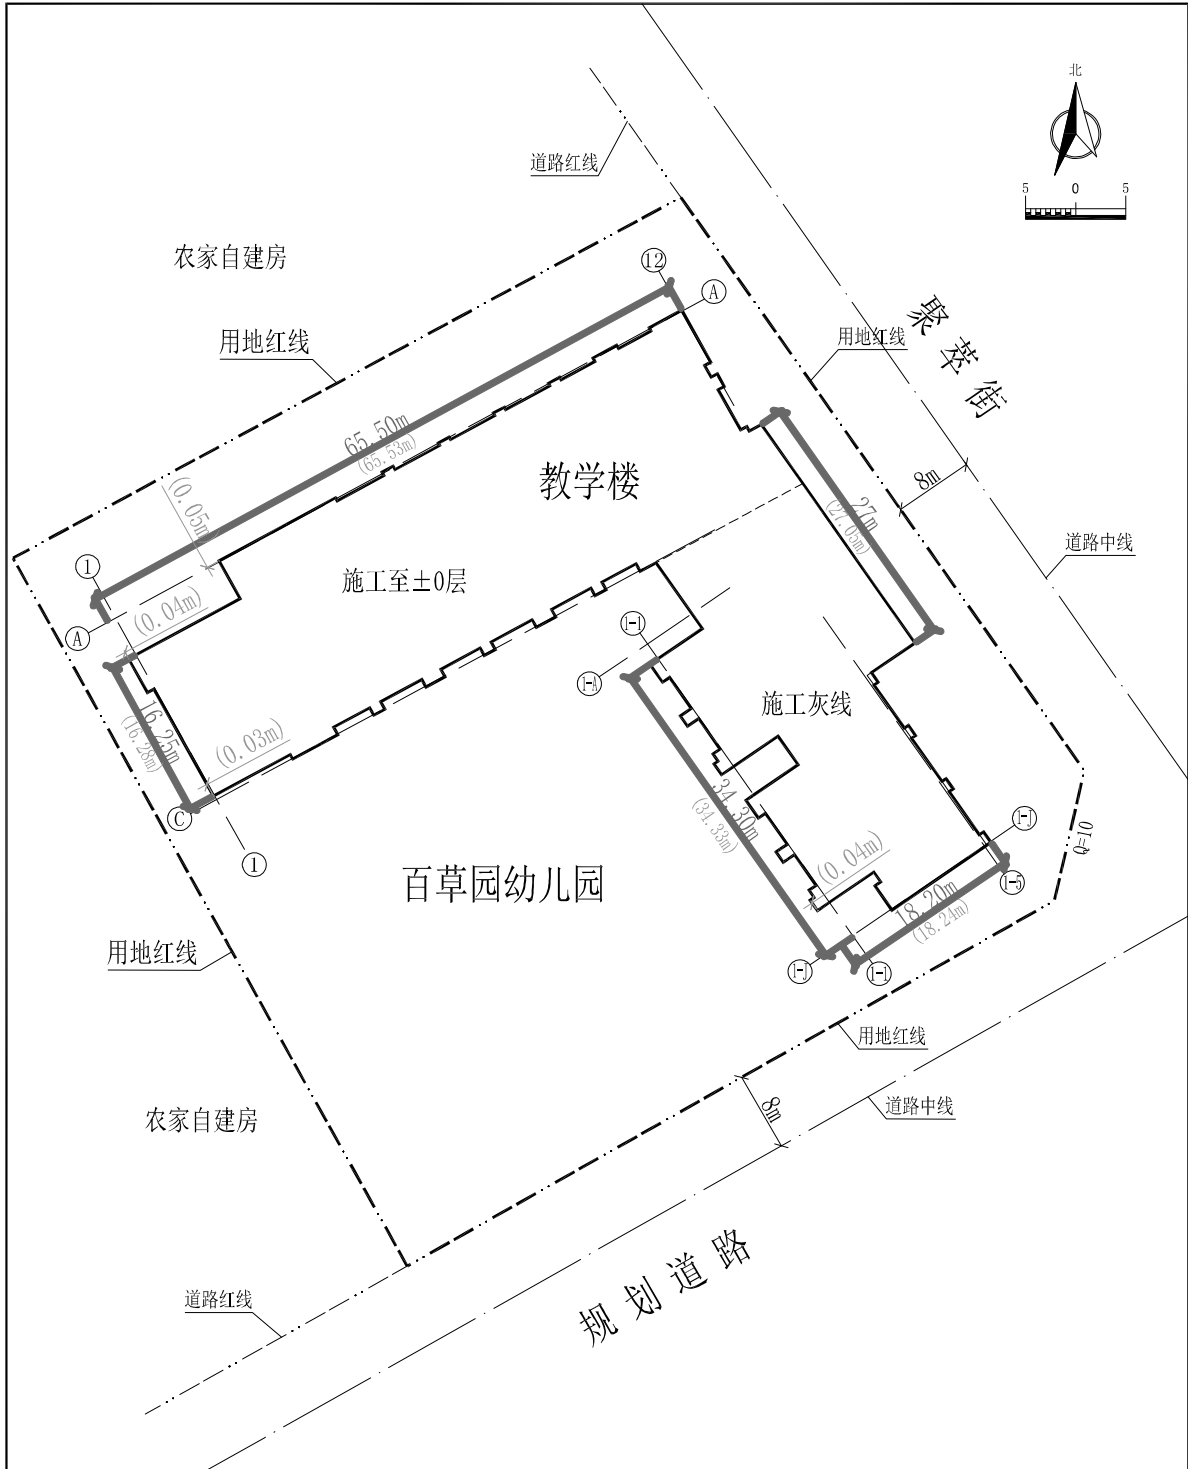 北
5 0 5
道路红线
农家自建房
12
A
用地红线
用地红线
聚萃街
65.50m
(65.53m)
教学楼
8m
(0.05m)
27m
(27.05m)
道路中线
1
施工至±0层
(0.04m)
A
1-1
1-A
施工灰线
16.25m
(16.28m)
(0.03m)
34.30m
(34.33m)
C
1-J
1
(0.04m)
百草园幼儿园
1-5
18.20m
(18.24m)
用地红线
1-J
1-1
用地红线
8m
道路中线
农家自建房
规划道路
道路红线